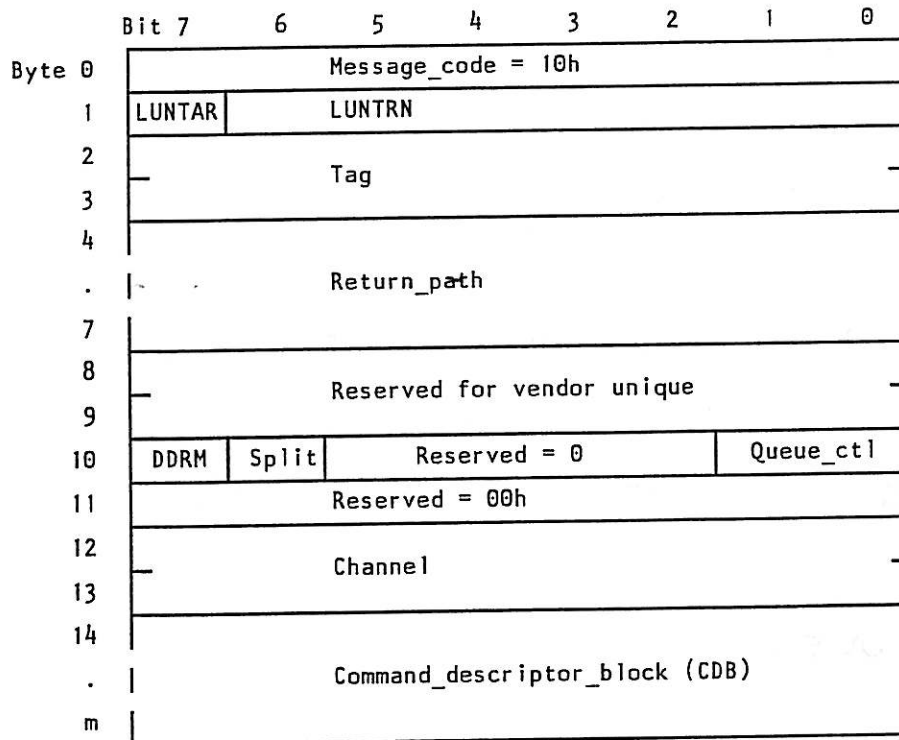 Bit 7 6 5 4 3 2 1 0
Byte 0 Message_code = 10h
1 LUNTAR LUNTRN
2
Tag
3
4
. Return_path
7
8
Reserved for vendor unique
9
10 DDRM Split Reserved = 0 Queue_ctl
11 Reserved = 00h
12
Channel
13
14
. Command_descriptor_block (CDB)
m